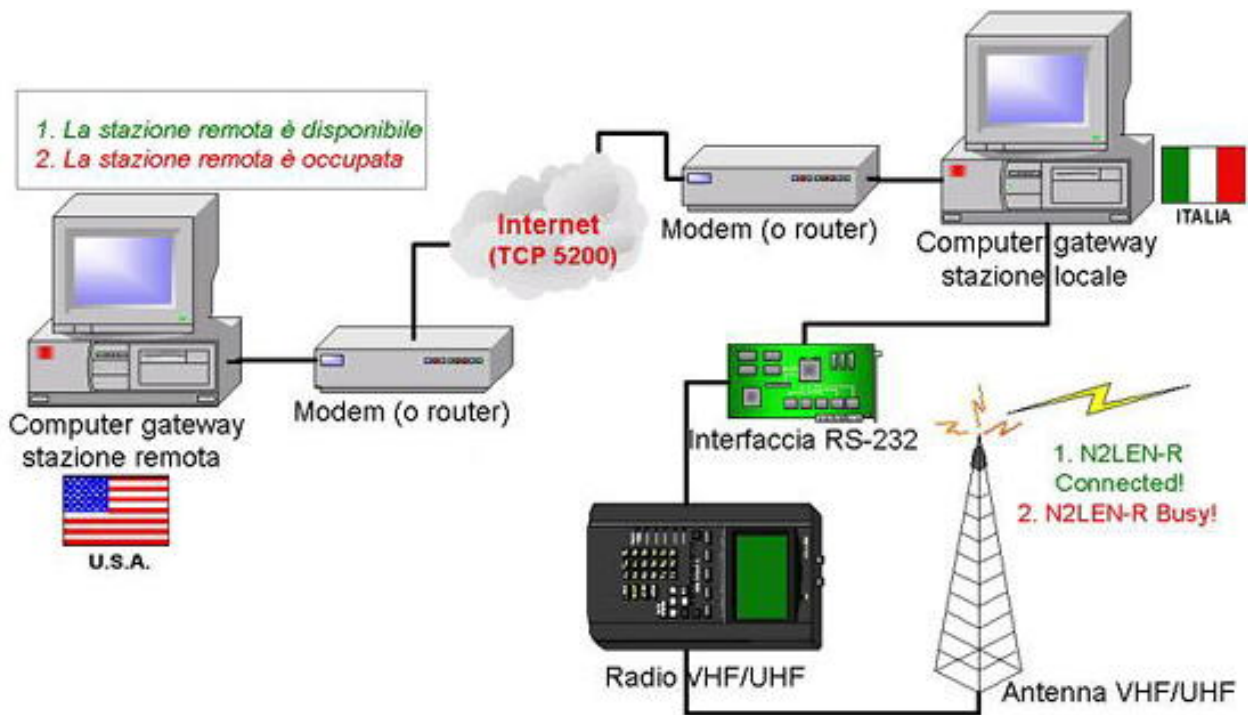 1. La stazione remota è disponibile
2. La stazione remota è occupata
Internet
(TCP 5200)
Modem (o router)
Computer gateway
stazione locale
ITALIA
Modem (o router)
Computer gateway
stazione remota
U.S.A.
Interfaccia RS-232
1. N2LEN-R
Connected!
2. N2LEN-R Busy!
Radio VHF/UHF
Antenna VHF/UHF